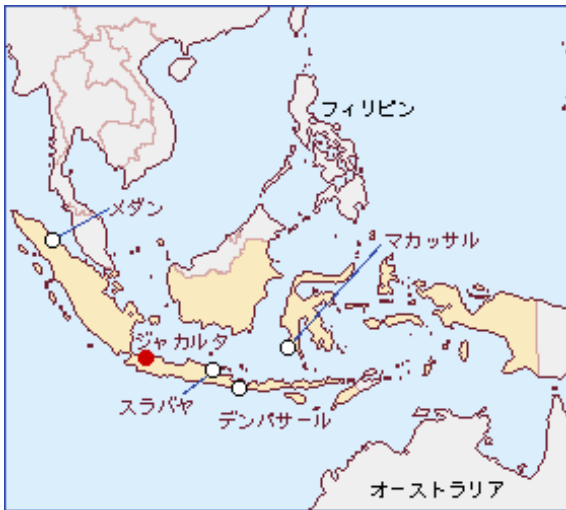 フィリピン
メダン
マカッサル
ジャカルタ
スラバヤ
デンパサール
オーストラリア